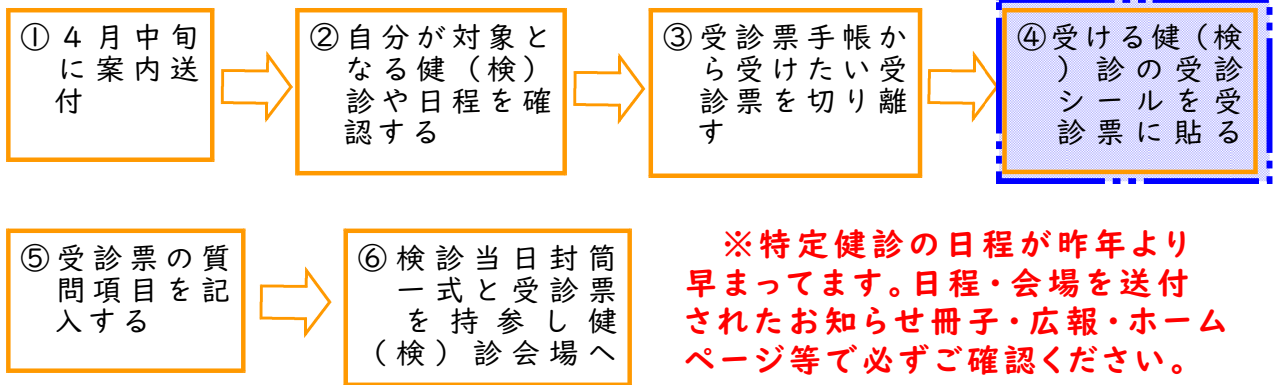 ①４月中旬
に案内送
付
②自分が対象と
なる健（検）
診や日程を確
認する
③受診票手帳か
ら受けたい受
診票を切り離
す
④受ける健（検
）診の受診
シールを受
診票に貼る
⑤受診票の質
問項目を記
入する
⑥検診当日封筒
一式と受診票
を持参し健
（検）診会場へ
※特定健診の日程が昨年より
早まってます。日程・会場を送付
されたお知らせ冊子・広報・ホーム
ページ等で必ずご確認ください。